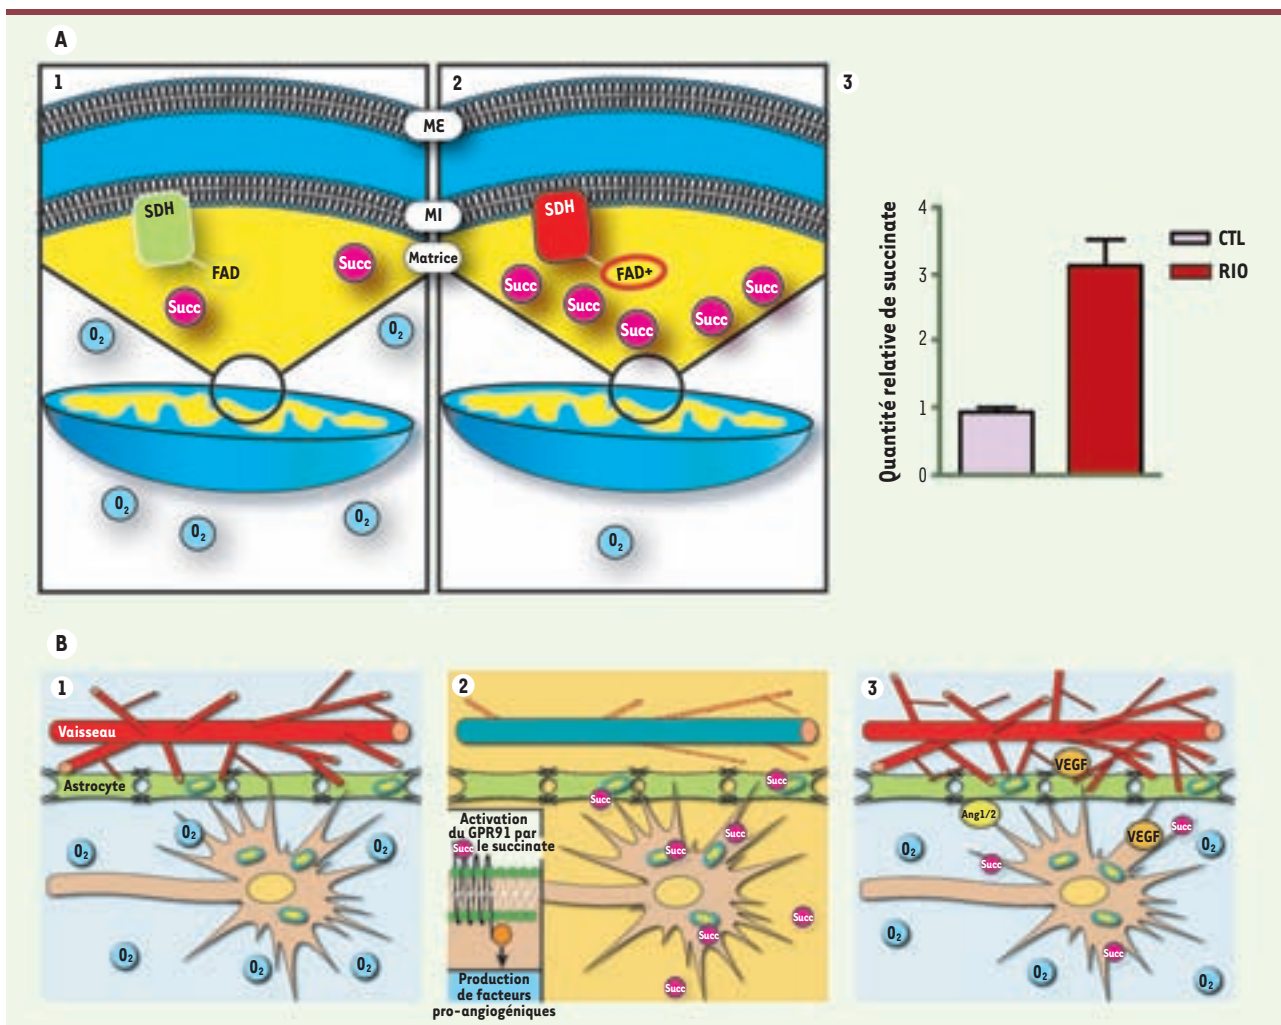 A
1
2
3
ME
MI
Matrice
SDH
FAD
Succ
Succ
O₂
O₂
O₂
O₂
O₂
SDH
FAD+
Succ
Succ
Succ
Succ
Succ
O₂
Quantité relative de succinate
4
3
2
1
0
CTL
RIO
B
1
Vaisseau
Astrocyte
O₂
O₂
O₂
O₂
O₂
O₂
2
Succ
Succ
Activation
du GPR91 par
Succ le succinate
Succ
Succ
Succ
Succ
Succ
Production
de facteurs
pro-angiogéniques
3
VEGF
Ang1/2
VEGF
Succ
O₂
O₂
Succ
O₂
Succ
O₂
O₂